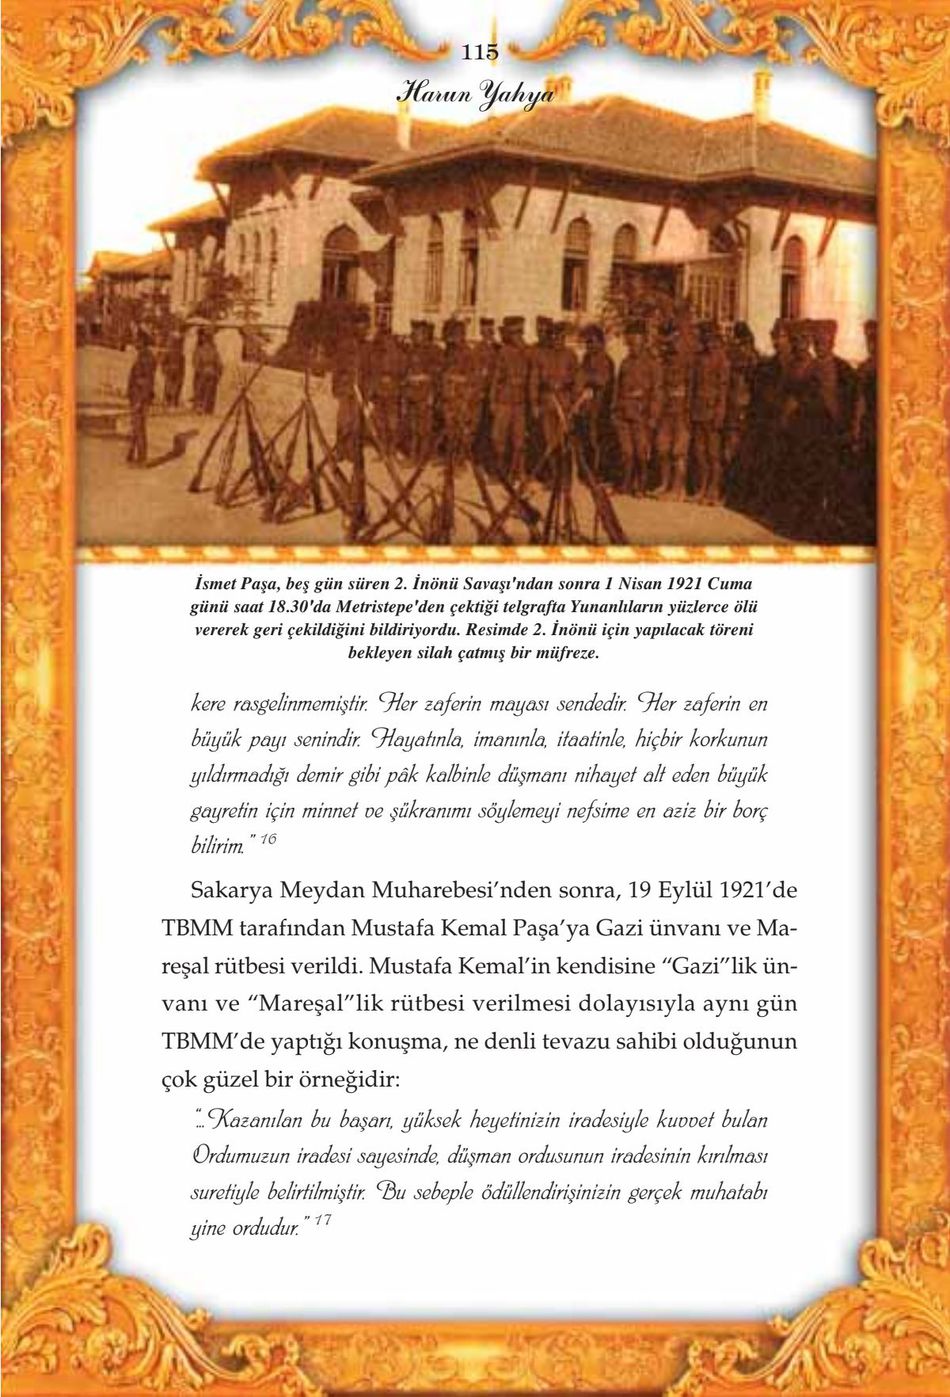 115
Harun Yahya
İsmet Paşa, beş gün süren 2. İnönü Savaşı'ndan sonra 1 Nisan 1921 Cuma
günü saat 18.30'da Metristepe'den çektiği telgrafta Yunanlıların yüzlerce ölü
vererek geri çekildiğini bildiriyordu. Resimde 2. İnönü için yapılacak töreni
bekleyen silah çatmış bir müfreze.
kere rasgelinmemiştir. Her zaferin mayası sendedir. Her zaferin en
büyük payı senindir. Hayatınla, imanınla, itaatinle, hiçbir korkunun
yıldırmadığı demir gibi pâk kalbinle düşmanı nihayet alt eden büyük
gayretin için minnet ve şükranımı söylemeyi nefsime en aziz bir borç
bilirim." 16
Sakarya Meydan Muharebesi'nden sonra, 19 Eylül 1921'de
TBMM tarafından Mustafa Kemal Paşa'ya Gazi ünvanı ve Ma-
reşal rütbesi verildi. Mustafa Kemal'in kendisine “Gazi”lik ün-
vanı ve “Mareşal”lik rütbesi verilmesi dolayısıyla aynı gün
TBMM'de yaptığı konuşma, ne denli tevazu sahibi olduğunun
çok güzel bir örneğidir:
“...Kazanılan bu başarı, yüksek heyetinizin iradesiyle kuvvet bulan
Ordumuzun iradesi sayesinde, düşman ordusunun iradesinin kırılması
suretiyle belirtilmiştir. Bu sebeple ödüllendirişinizin gerçek muhatabı
yine ordudur.” 17